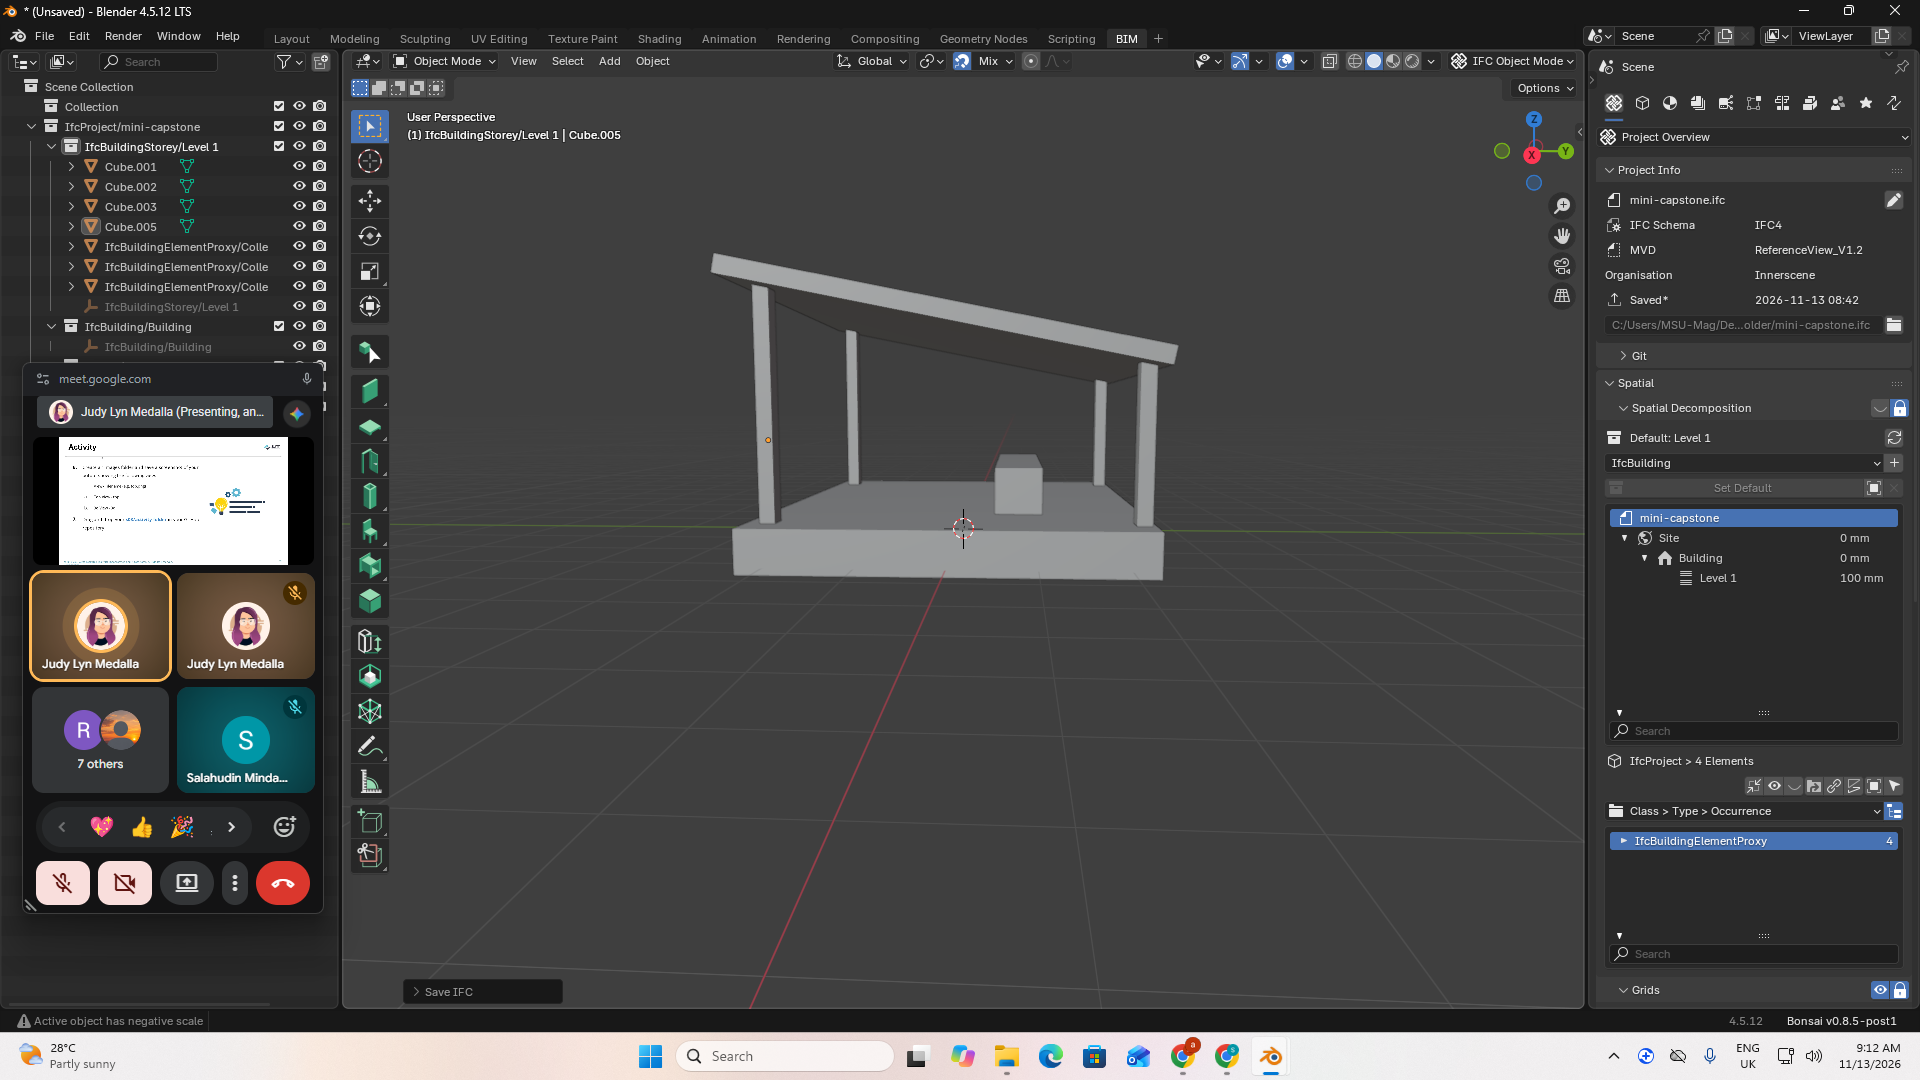 * (Unsaved) - Blender 4.5.12 LTS
File Edit Render Window Help
Layout Modeling Sculpting UV Editing Texture Paint Shading Animation Rendering Compositing Geometry Nodes Scripting BIM
Scene
ViewLayer
Search
Object Mode View Select Add Object
Global
Mix
IFC Object Mode
Options
Scene Collection
Collection
IfcProject/mini-capstone
IfcBuildingStorey/Level 1
Cube.001
Cube.002
Cube.003
Cube.005
IfcBuildingElementProxy/Colle
IfcBuildingElementProxy/Colle
IfcBuildingElementProxy/Colle
IfcBuildingStorey/Level 1
IfcBuilding/Building
IfcBuilding/Building
meet.google.com
Judy Lyn Medalla (Presenting, an...
Activity
Judy Lyn Medalla
Judy Lyn Medalla
R
7 others
S
Salahudin Minda...
User Perspective
(1) IfcBuildingStorey/Level 1 | Cube.005
Z
X
Y
Save IFC
Scene
Project Overview
Project Info
mini-capstone.ifc
IFC Schema IFC4
MVD ReferenceView_V1.2
Organisation Innerscene
Saved* 2026-11-13 08:42
C:/Users/MSU-Mag/De...older/mini-capstone.ifc
Git
Spatial
Spatial Decomposition
Default: Level 1
IfcBuilding
Set Default
mini-capstone
Site 0 mm
Building 0 mm
Level 1 100 mm
Search
IfcProject > 4 Elements
Class > Type > Occurrence
IfcBuildingElementProxy 4
Search
Grids
Active object has negative scale
4.5.12 Bonsai v0.8.5-post1
28°C
Partly sunny
Search
a
s
ENG
UK
9:12 AM
11/13/2026